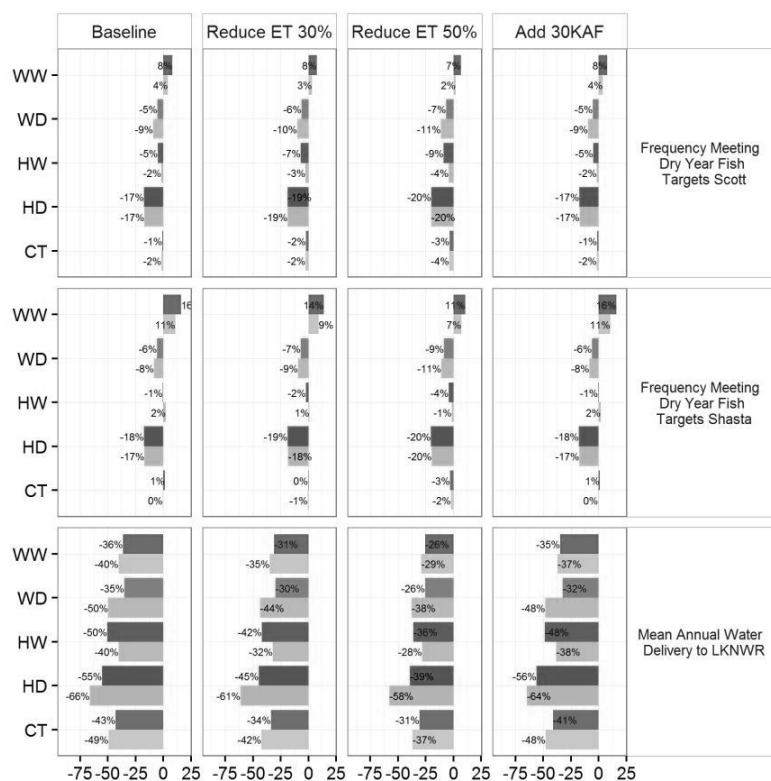 Baseline Reduce ET 30% Reduce ET 50% Add 30KAF
WW 8% 8% 7% 8%
4% 3% 2% 4%
WD -5% -6% -7% -5%
-9% -10% -11% -9%
HW -5% -7% -9% -5%
-2% -3% -4% -2%
HD -17% -19% -20% -17%
-17% -19% -20% -17%
CT -1% -2% -3% -1%
-2% -2% -4% -2%
Frequency Meeting
Dry Year Fish
Targets Scott
WW 16 14% 11% 16%
11% 9% 7% 11%
WD -6% -7% -9% -6%
-8% -9% -11% -8%
HW -1% -2% -4% -1%
2% 1% -1% 2%
HD -18% -19% -20% -18%
-17% -18% -20% -17%
CT 1% 0% -3% 1%
0% -1% -2% 0%
Frequency Meeting
Dry Year Fish
Targets Shasta
WW -36% -31% -26% -35%
-40% -35% -29% -37%
WD -35% -30% -26% -32%
-50% -44% -38% -48%
HW -50% -42% -36% -48%
-40% -32% -28% -38%
HD -55% -45% -39% -56%
-66% -61% -58% -64%
CT -43% -34% -31% -41%
-49% -42% -37% -48%
Mean Annual Water
Delivery to LKNWR
-75 -50 -25 0 25 -75 -50 -25 0 25 -75 -50 -25 0 25 -75 -50 -25 0 25